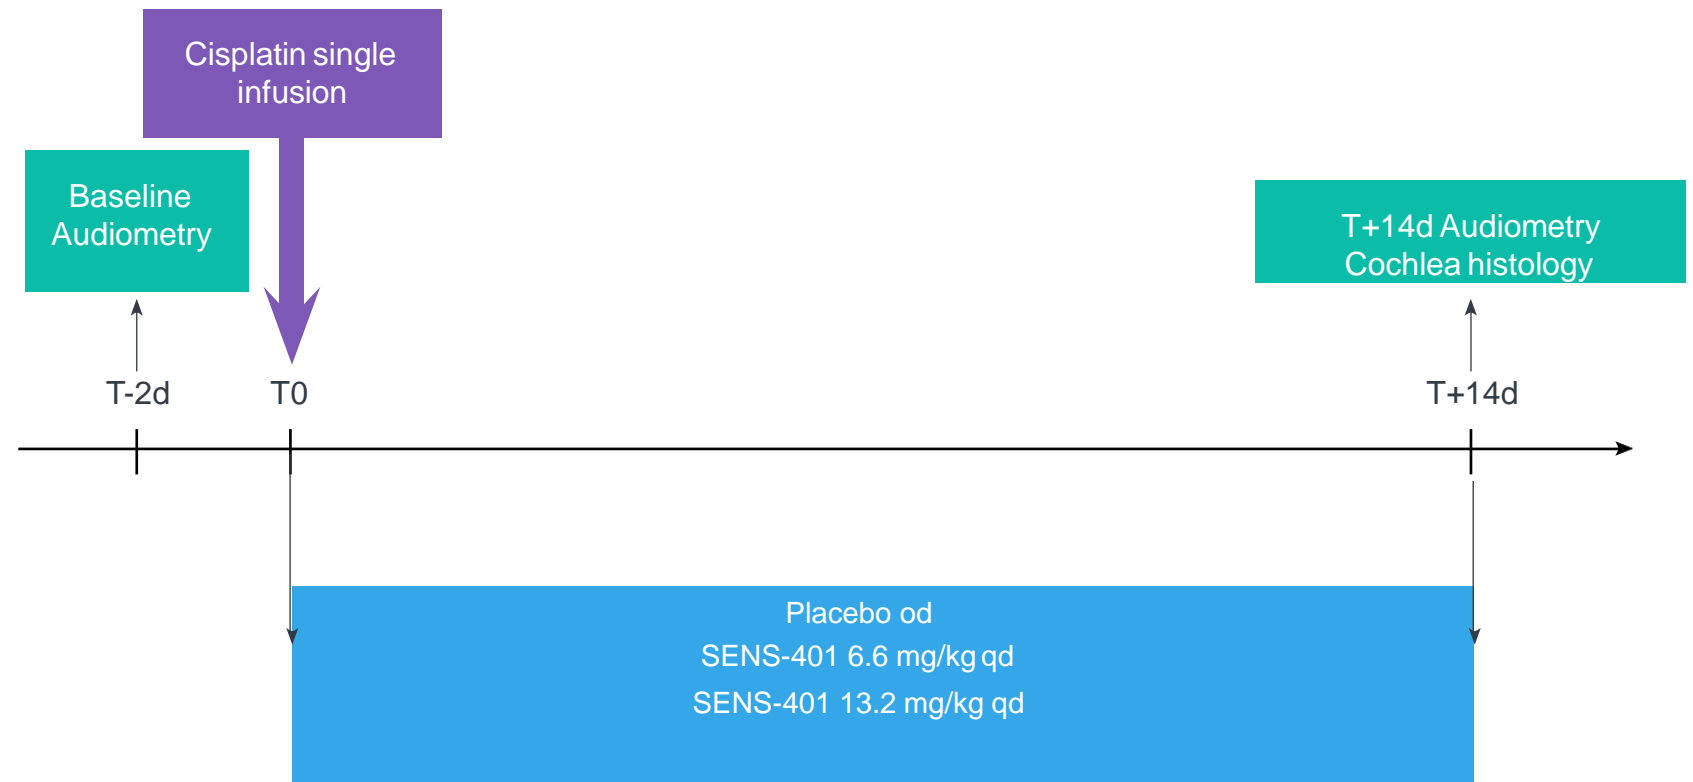 Cisplatin single
infusion
Baseline
Audiometry
T+14d Audiometry
Cochlea histology
T-2d
T0
T+14d
Placebo od
SENS-401 6.6 mg/kg qd
SENS-401 13.2 mg/kg qd